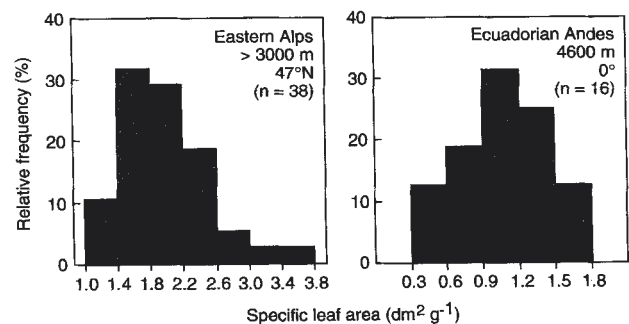 Eastern Alps
> 3000 m
47°N
(n = 38)
Relative frequency (%)
40
30
20
10
0
1.0 1.4 1.8 2.2 2.6 3.0 3.4 3.8
Ecuadorian Andes
4600 m
0°
(n = 16)
40
30
20
10
0
0.3 0.6 0.9 1.2 1.5 1.8
Specific leaf area (dm² g⁻¹)